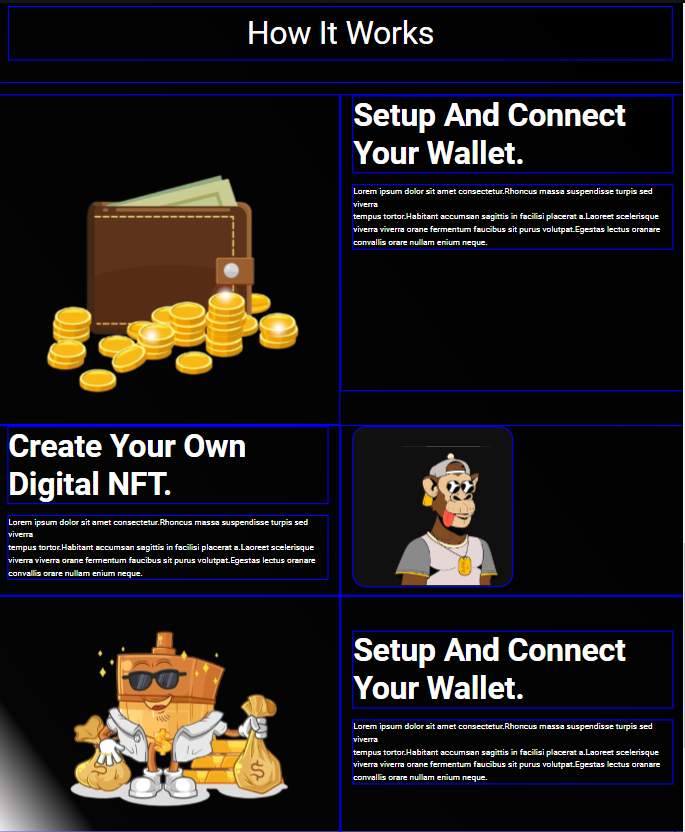 How It Works
Setup And Connect
Your Wallet.
Lorem ipsum dolor sit amet consectetur.Rhoncus massa suspendisse turpis sed
viverra
tempus tortor.Habitant accumsan sagittis in facilisi placerat a.Laoreet scelerisque
viverra viverra orane fermentum faucibus sit purus volutpat.Egestas lectus oranare
convallis orare nullam enium neque.
Create Your Own
Digital NFT.
Lorem ipsum dolor sit amet consectetur.Rhoncus massa suspendisse turpis sed
viverra
tempus tortor.Habitant accumsan sagittis in facilisi placerat a.Laoreet scelerisque
viverra viverra orane fermentum faucibus sit purus volutpat.Egestas lectus oranare
convallis orare nullam enium neque.
Setup And Connect
Your Wallet.
Lorem ipsum dolor sit amet consectetur.Rhoncus massa suspendisse turpis sed
viverra
tempus tortor.Habitant accumsan sagittis in facilisi placerat a.Laoreet scelerisque
viverra viverra orane fermentum faucibus sit purus volutpat.Egestas lectus oranare
convallis orare nullam enium neque.